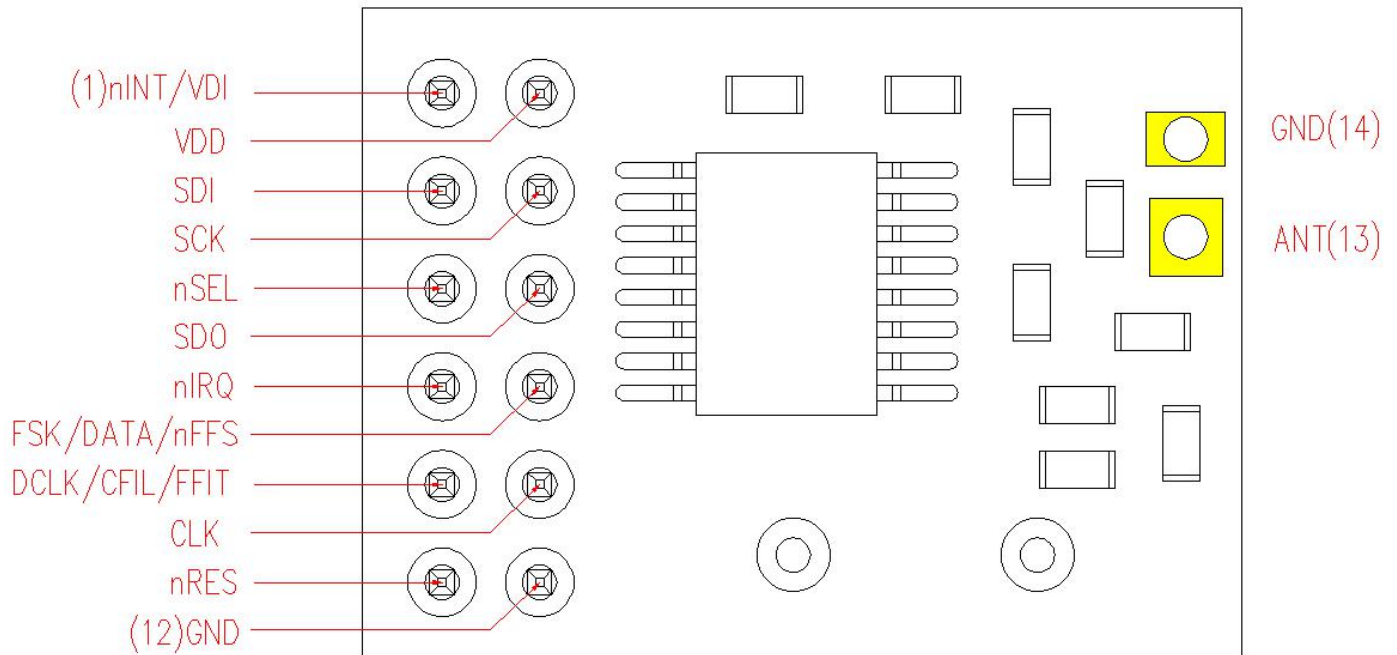 (1)nINT/VDI
VDD
SDI
SCK
nSEL
SDO
nIRQ
FSK/DATA/nFFS
DCLK/CFIL/FFIT
CLK
nRES
(12)GND
GND(14)
ANT(13)